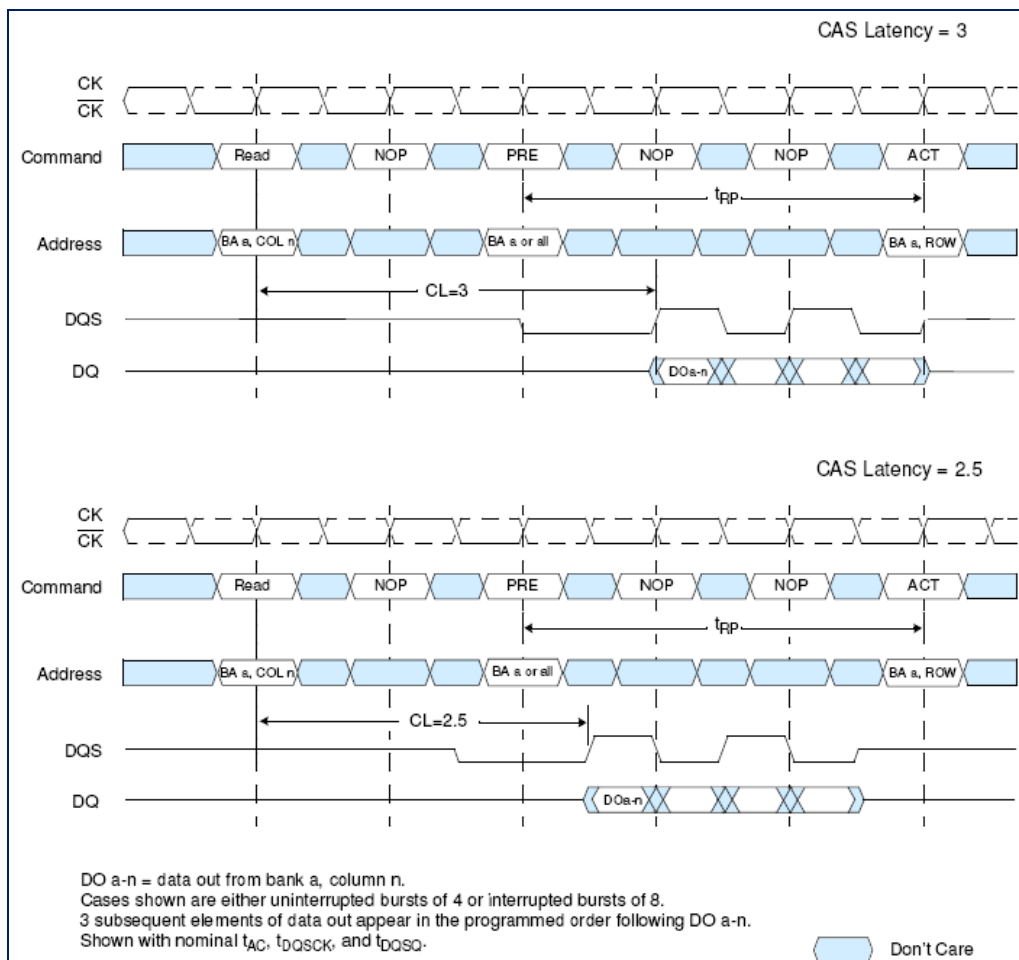 CAS Latency = 3
CK
CK
Command Read NOP PRE NOP NOP ACT
tRP
Address BA a, COL n BA a or all BA a, ROW
CL=3
DQS
DQ DOa-n
CAS Latency = 2.5
CK
CK
Command Read NOP PRE NOP NOP ACT
tRP
Address BA a, COL n BA a or all BA a, ROW
CL=2.5
DQS
DQ DOa-n
DO a-n = data out from bank a, column n.
Cases shown are either uninterrupted bursts of 4 or interrupted bursts of 8.
3 subsequent elements of data out appear in the programmed order following DO a-n.
Shown with nominal tAC, tDQSCK, and tDQSQ.
Don't Care